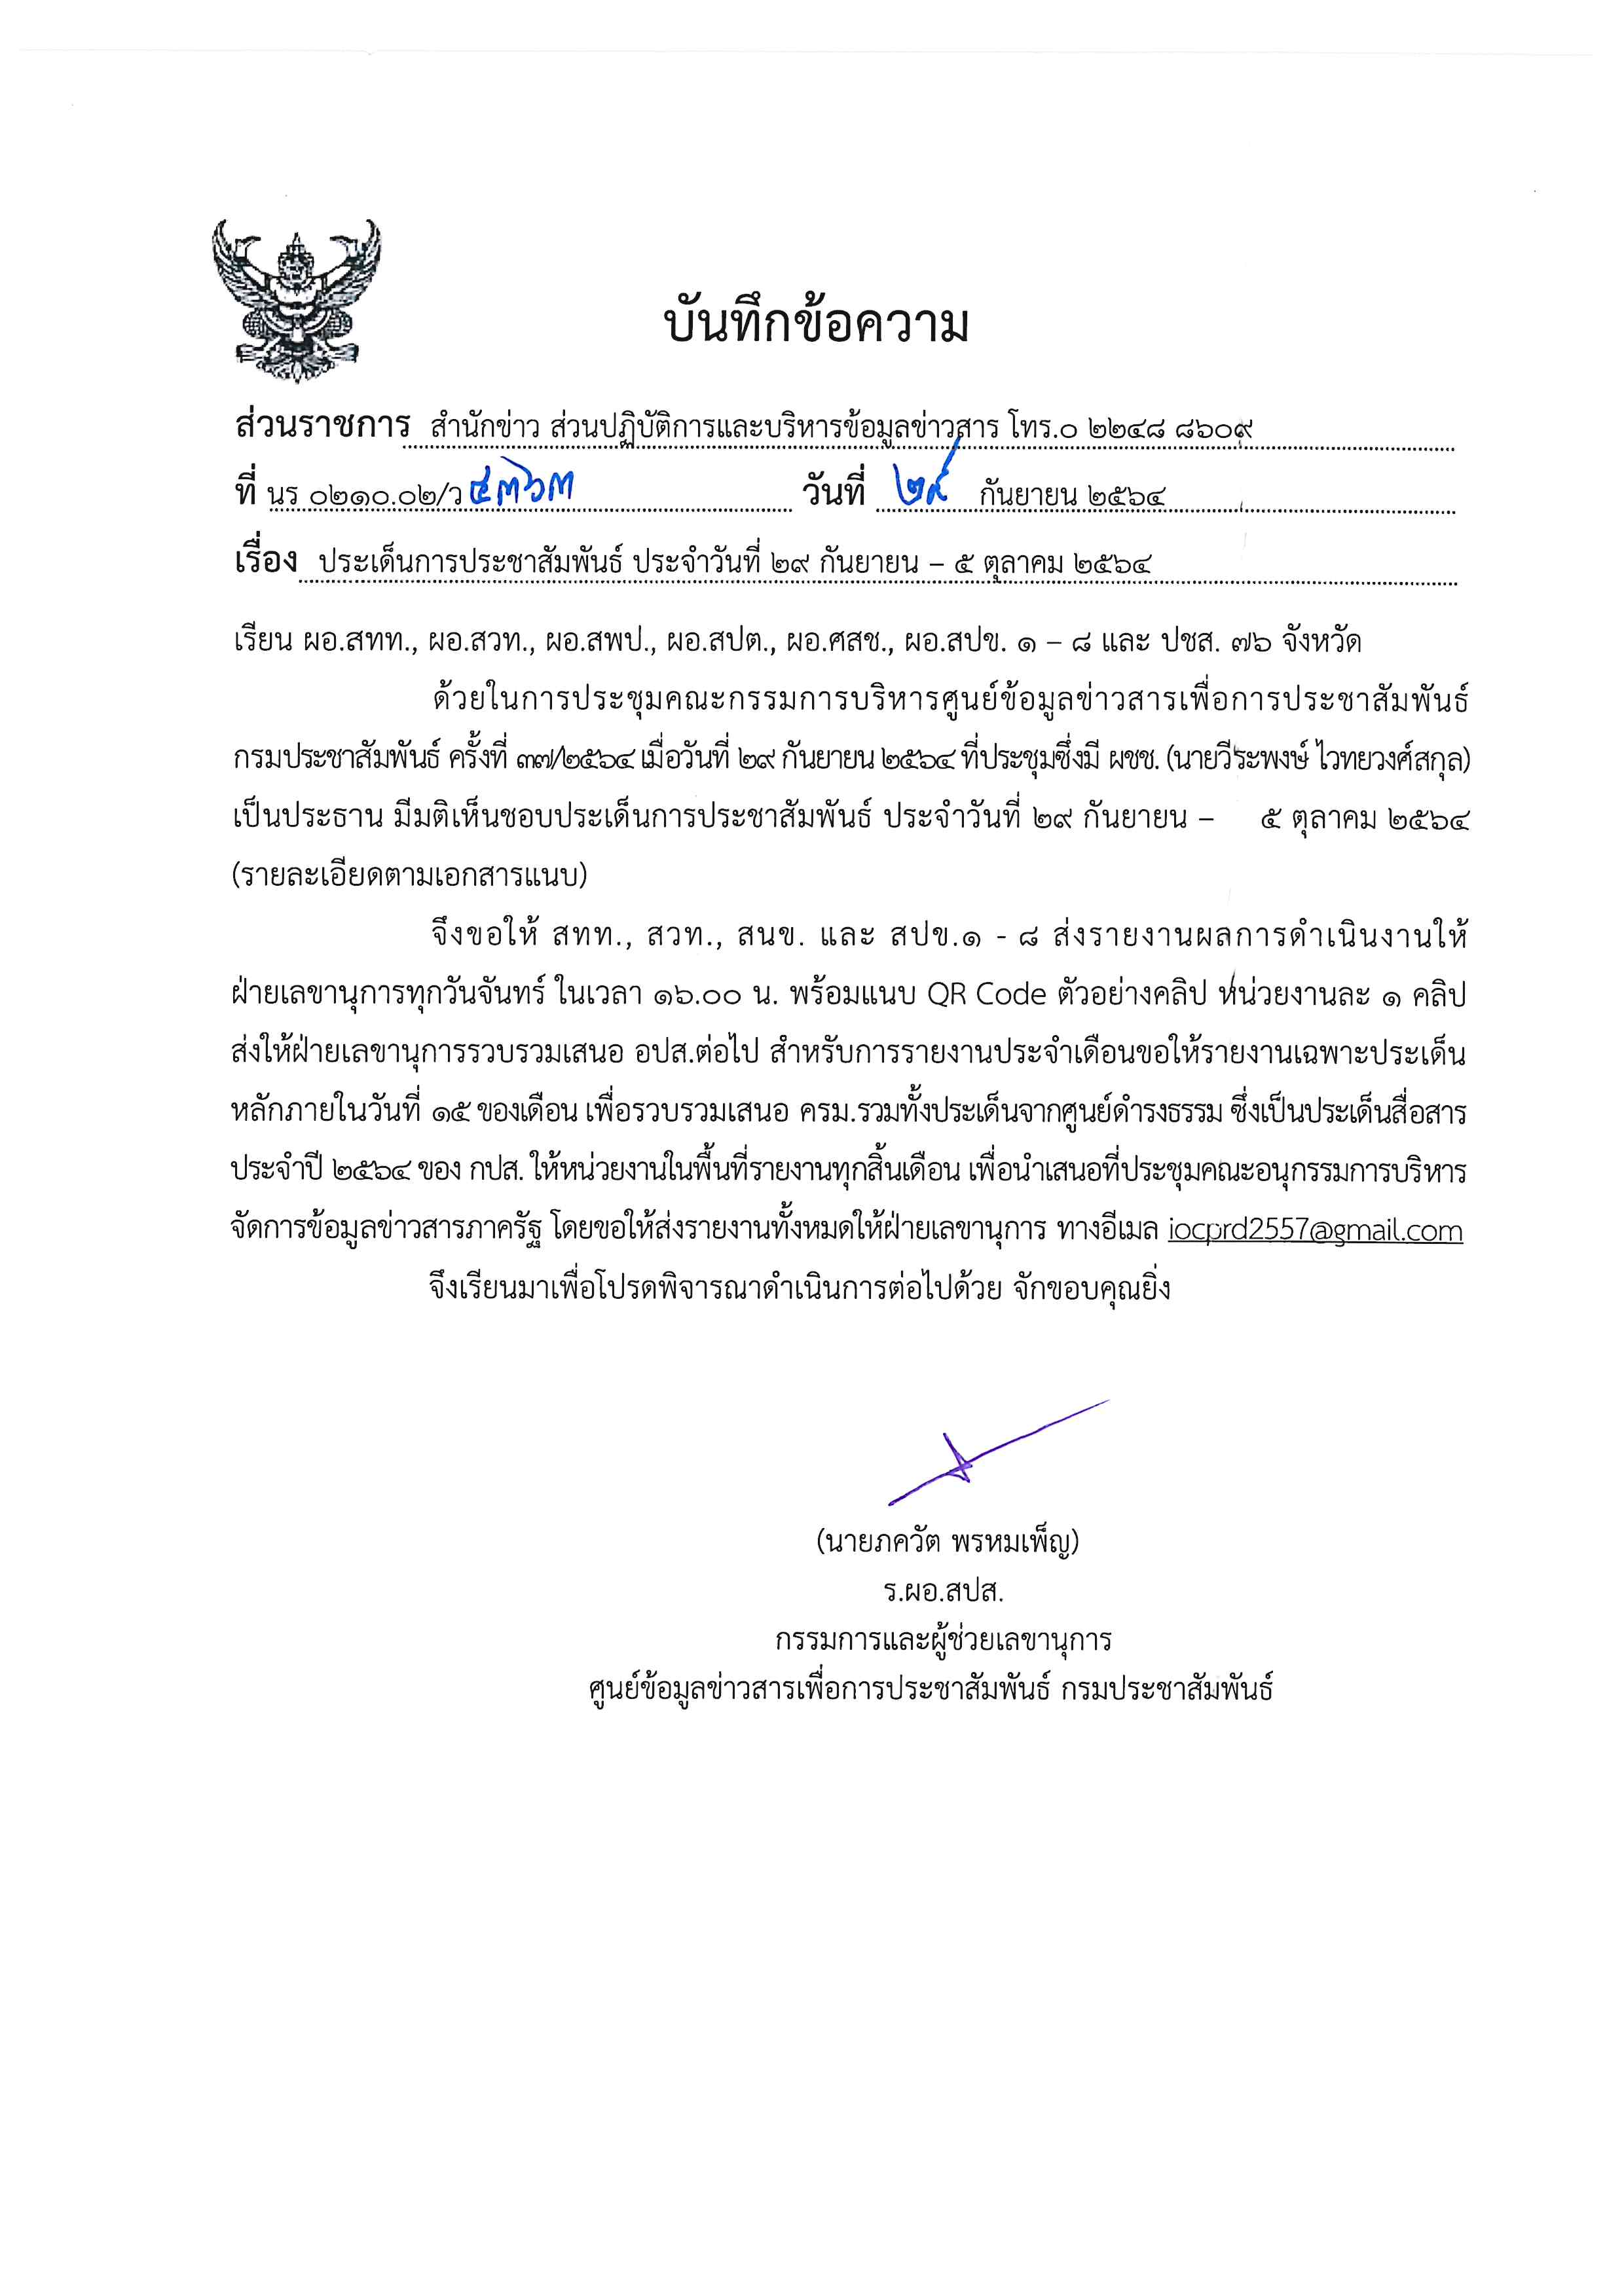 บันทึกข้อความ
ส่วนราชการ สำนักข่าว ส่วนปฏิบัติการและบริหารข้อมูลข่าวสาร โทร.๐ ๒๒๔๘ ๘๖๐๙
ที่ นร ๐๒๑๐.๐๒/ว ๔๓๖๓ วันที่ ๒๙ กันยายน ๒๕๖๔
เรื่อง ประเด็นการประชาสัมพันธ์ ประจำวันที่ ๒๙ กันยายน – ๕ ตุลาคม ๒๕๖๔
เรียน ผอ.สทท., ผอ.สวท., ผอ.สพป., ผอ.สปต., ผอ.ศสช., ผอ.สปข. ๑ – ๘ และ ปชส. ๗๖ จังหวัด
ด้วยในการประชุมคณะกรรมการบริหารศูนย์ข้อมูลข่าวสารเพื่อการประชาสัมพันธ์
กรมประชาสัมพันธ์ ครั้งที่ ๓๗/๒๕๖๔ เมื่อวันที่ ๒๙ กันยายน ๒๕๖๔ ที่ประชุมซึ่งมี ผชช. (นายวีระพงษ์ ไวทยวงศ์สกุล)
เป็นประธาน มีมติเห็นชอบประเด็นการประชาสัมพันธ์ ประจำวันที่ ๒๙ กันยายน – ๕ ตุลาคม ๒๕๖๔
(รายละเอียดตามเอกสารแนบ)
จึงขอให้ สทท., สวท., สนข. และ สปข.๑ - ๘ ส่งรายงานผลการดำเนินงานให้
ฝ่ายเลขานุการทุกวันจันทร์ ในเวลา ๑๖.๐๐ น. พร้อมแนบ QR Code ตัวอย่างคลิป หน่วยงานละ ๑ คลิป
ส่งให้ฝ่ายเลขานุการรวบรวมเสนอ อปส.ต่อไป สำหรับการรายงานประจำเดือนขอให้รายงานเฉพาะประเด็น
หลักภายในวันที่ ๑๕ ของเดือน เพื่อรวบรวมเสนอ ครม.รวมทั้งประเด็นจากศูนย์ดำรงธรรม ซึ่งเป็นประเด็นสื่อสาร
ประจำปี ๒๕๖๔ ของ กปส. ให้หน่วยงานในพื้นที่รายงานทุกสิ้นเดือน เพื่อนำเสนอที่ประชุมคณะอนุกรรมการบริหาร
จัดการข้อมูลข่าวสารภาครัฐ โดยขอให้ส่งรายงานทั้งหมดให้ฝ่ายเลขานุการ ทางอีเมล iocprd2557@gmail.com
จึงเรียนมาเพื่อโปรดพิจารณาดำเนินการต่อไปด้วย จักขอบคุณยิ่ง
(นายภควัต พรหมเพ็ญ)
ร.ผอ.สปส.
กรรมการและผู้ช่วยเลขานุการ
ศูนย์ข้อมูลข่าวสารเพื่อการประชาสัมพันธ์ กรมประชาสัมพันธ์